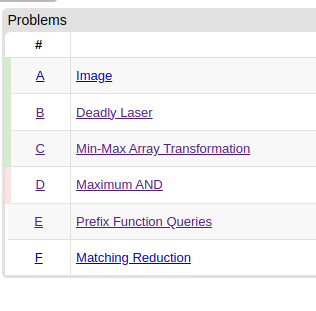 Problems
#
A Image
B Deadly Laser
C Min-Max Array Transformation
D Maximum AND
E Prefix Function Queries
F Matching Reduction